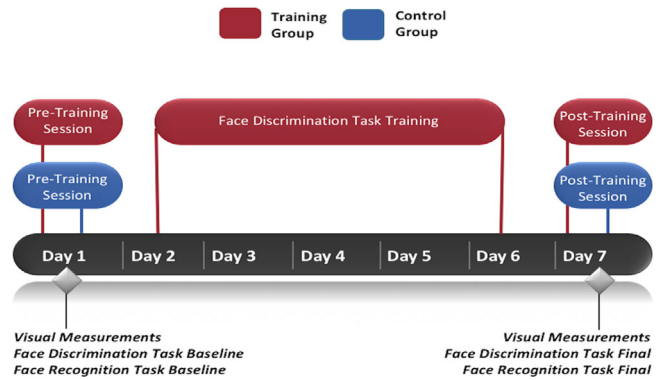 Training
Group
Control
Group
Pre-Training
Session
Face Discrimination Task Training
Post-Training
Session
Pre-Training
Session
Post-Training
Session
Day 1
Day 2
Day 3
Day 4
Day 5
Day 6
Day 7
Visual Measurements
Face Discrimination Task Baseline
Face Recognition Task Baseline
Visual Measurements
Face Discrimination Task Final
Face Recognition Task Final